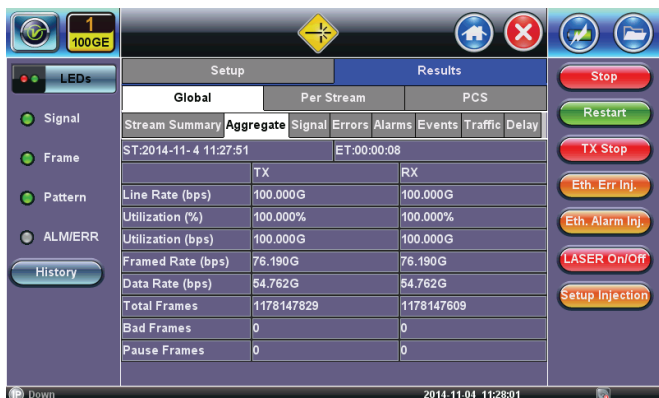 1
100GE
LEDs
Signal
Frame
Pattern
ALM/ERR
History
Setup Results
Global Per Stream PCS
Stream Summary Aggregate Signal Errors Alarms Events Traffic Delay
ST:2014-11- 4 11:27:51 ET:00:00:08
TX RX
Line Rate (bps) 100.000G 100.000G
Utilization (%) 100.000% 100.000%
Utilization (bps) 100.000G 100.000G
Framed Rate (bps) 76.190G 76.190G
Data Rate (bps) 54.762G 54.762G
Total Frames 1178147829 1178147609
Bad Frames 0 0
Pause Frames 0 0
Stop
Restart
TX Stop
Eth. Err Inj.
Eth. Alarm Inj.
LASER On/Off
Setup Injection
IP Down 2014-11-04 11:28:01